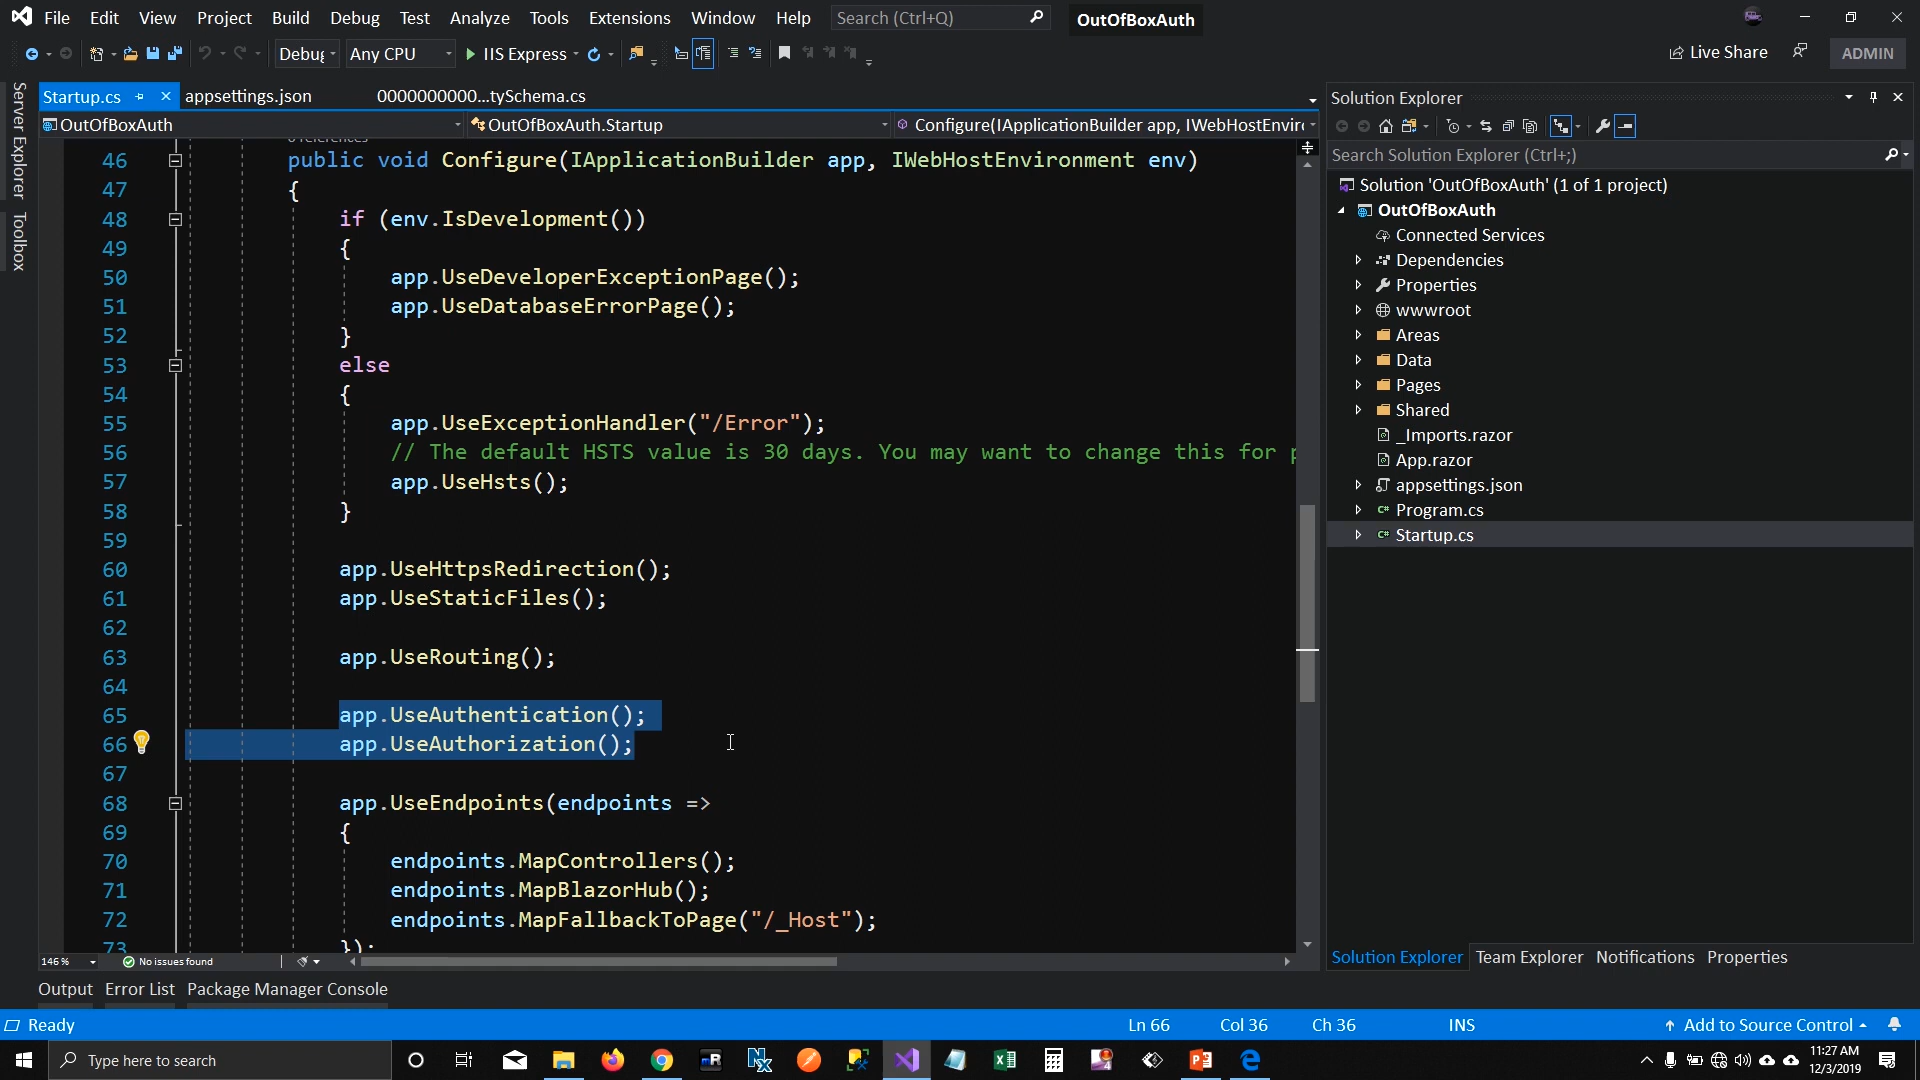 File Edit View Project Build Debug Test Analyze Tools Extensions Window Help Search (Ctrl+Q) OutOfBoxAuth
Debug Any CPU IIS Express Live Share ADMIN
Server Explorer
Toolbox
Startup.cs appsettings.json 0000000000...tySchema.cs
OutOfBoxAuth OutOfBoxAuth.Startup Configure(IApplicationBuilder app, IWebHostEnvir
46 public void Configure(IApplicationBuilder app, IWebHostEnvironment env)
47 {
48 if (env.IsDevelopment())
49 {
50 app.UseDeveloperExceptionPage();
51 app.UseDatabaseErrorPage();
52 }
53 else
54 {
55 app.UseExceptionHandler("/Error");
56 // The default HSTS value is 30 days. You may want to change this for p
57 app.UseHsts();
58 }
59
60 app.UseHttpsRedirection();
61 app.UseStaticFiles();
62
63 app.UseRouting();
64
65 app.UseAuthentication();
66 app.UseAuthorization();
67
68 app.UseEndpoints(endpoints =>
69 {
70 endpoints.MapControllers();
71 endpoints.MapBlazorHub();
72 endpoints.MapFallbackToPage("/_Host");
73 });
146 % No issues found
Solution Explorer
Search Solution Explorer (Ctrl+;)
Solution 'OutOfBoxAuth' (1 of 1 project)
OutOfBoxAuth
Connected Services
Dependencies
Properties
wwwroot
Areas
Data
Pages
Shared
_Imports.razor
App.razor
appsettings.json
Program.cs
Startup.cs
Solution Explorer Team Explorer Notifications Properties
Output Error List Package Manager Console
Ready Ln 66 Col 36 Ch 36 INS Add to Source Control
Type here to search
11:27 AM
12/3/2019